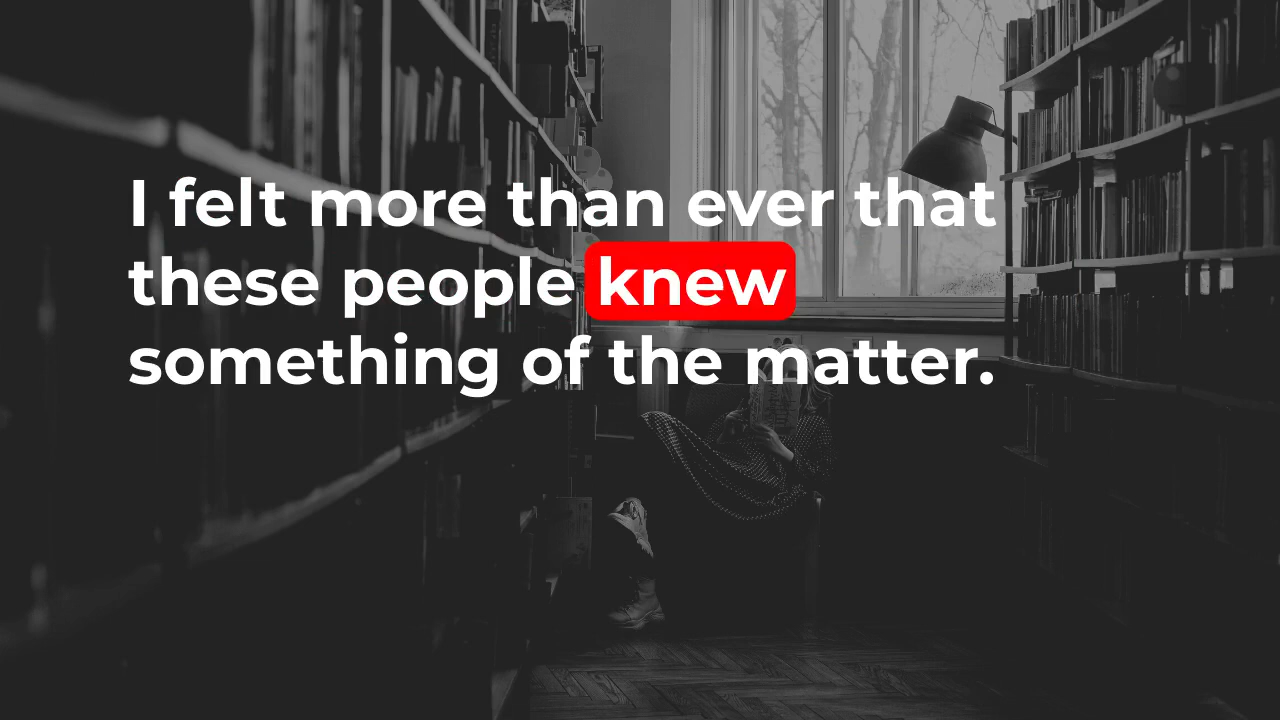 I felt more than ever that
these people knew
something of the matter.